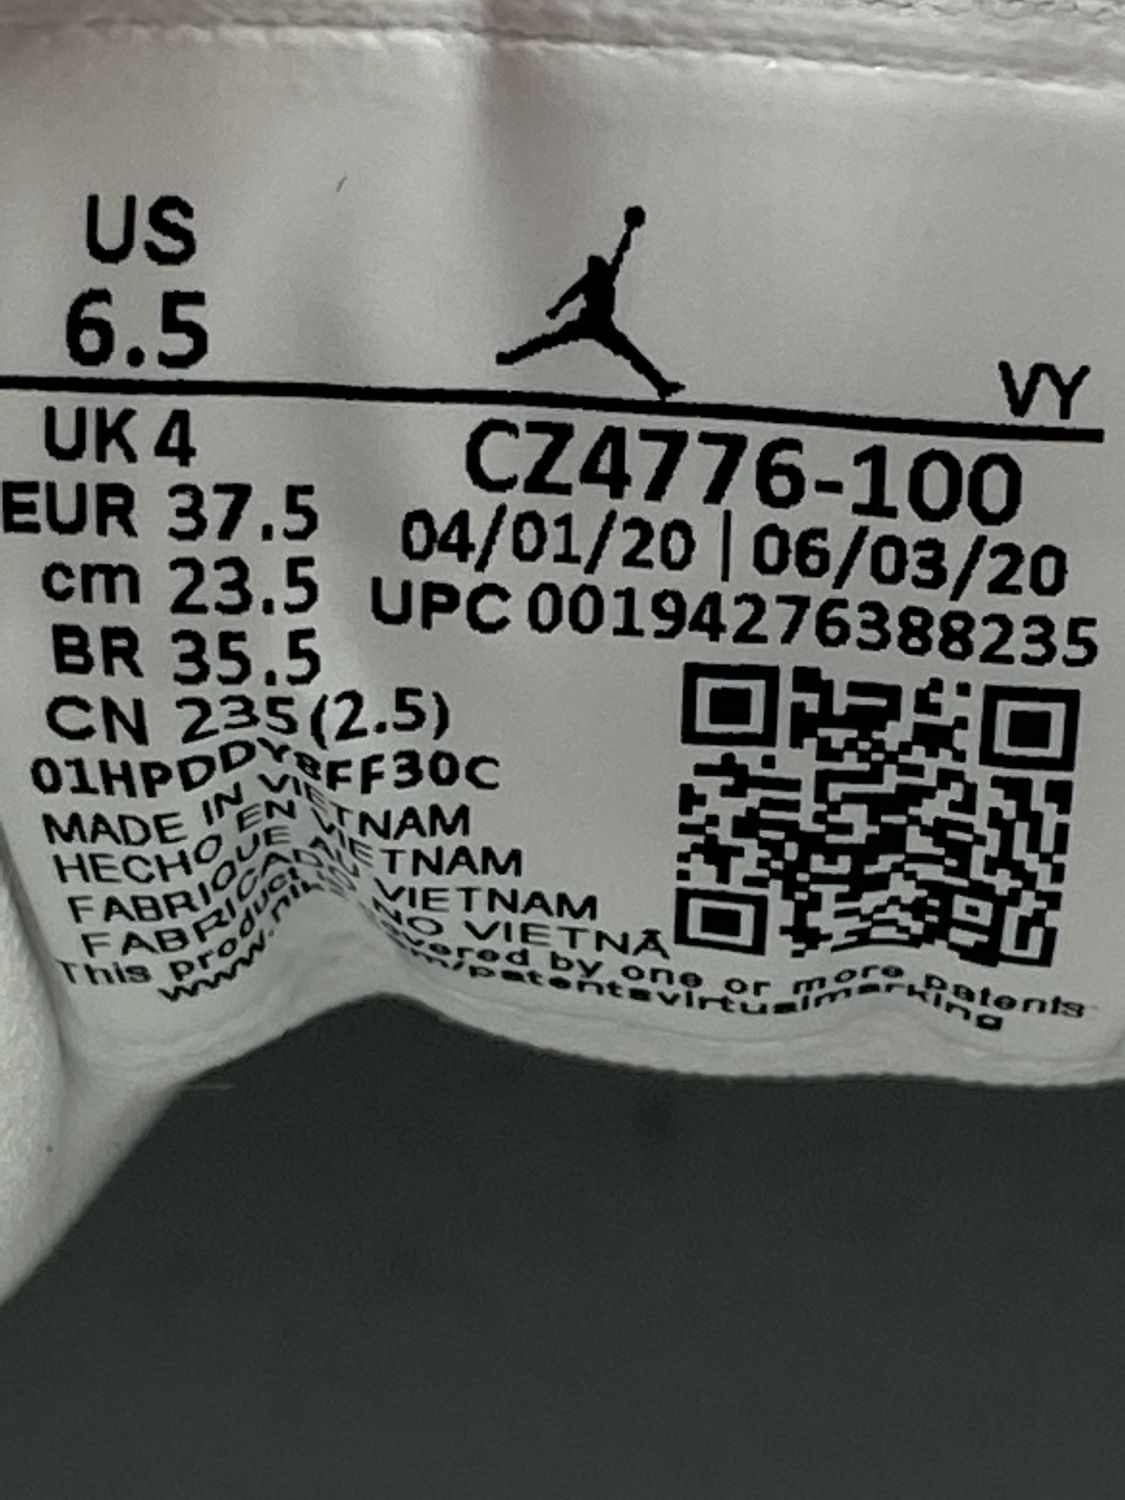 US
6.5
VY
UK 4
CZ4776-100
EUR 37.5
04/01/20 | 06/03/20
cm 23.5
UPC 00194276388235
BR 35.5
CN 235(2.5)
01HPDDY8FF30C
MADE IN VIETNAM
HECHO EN VIETNAM
FABRIQUE AU VIETNAM
FABRICADO NO VIETNÃ
This product covered by one or more patents
www.nike.com/patentsvirtualmarking